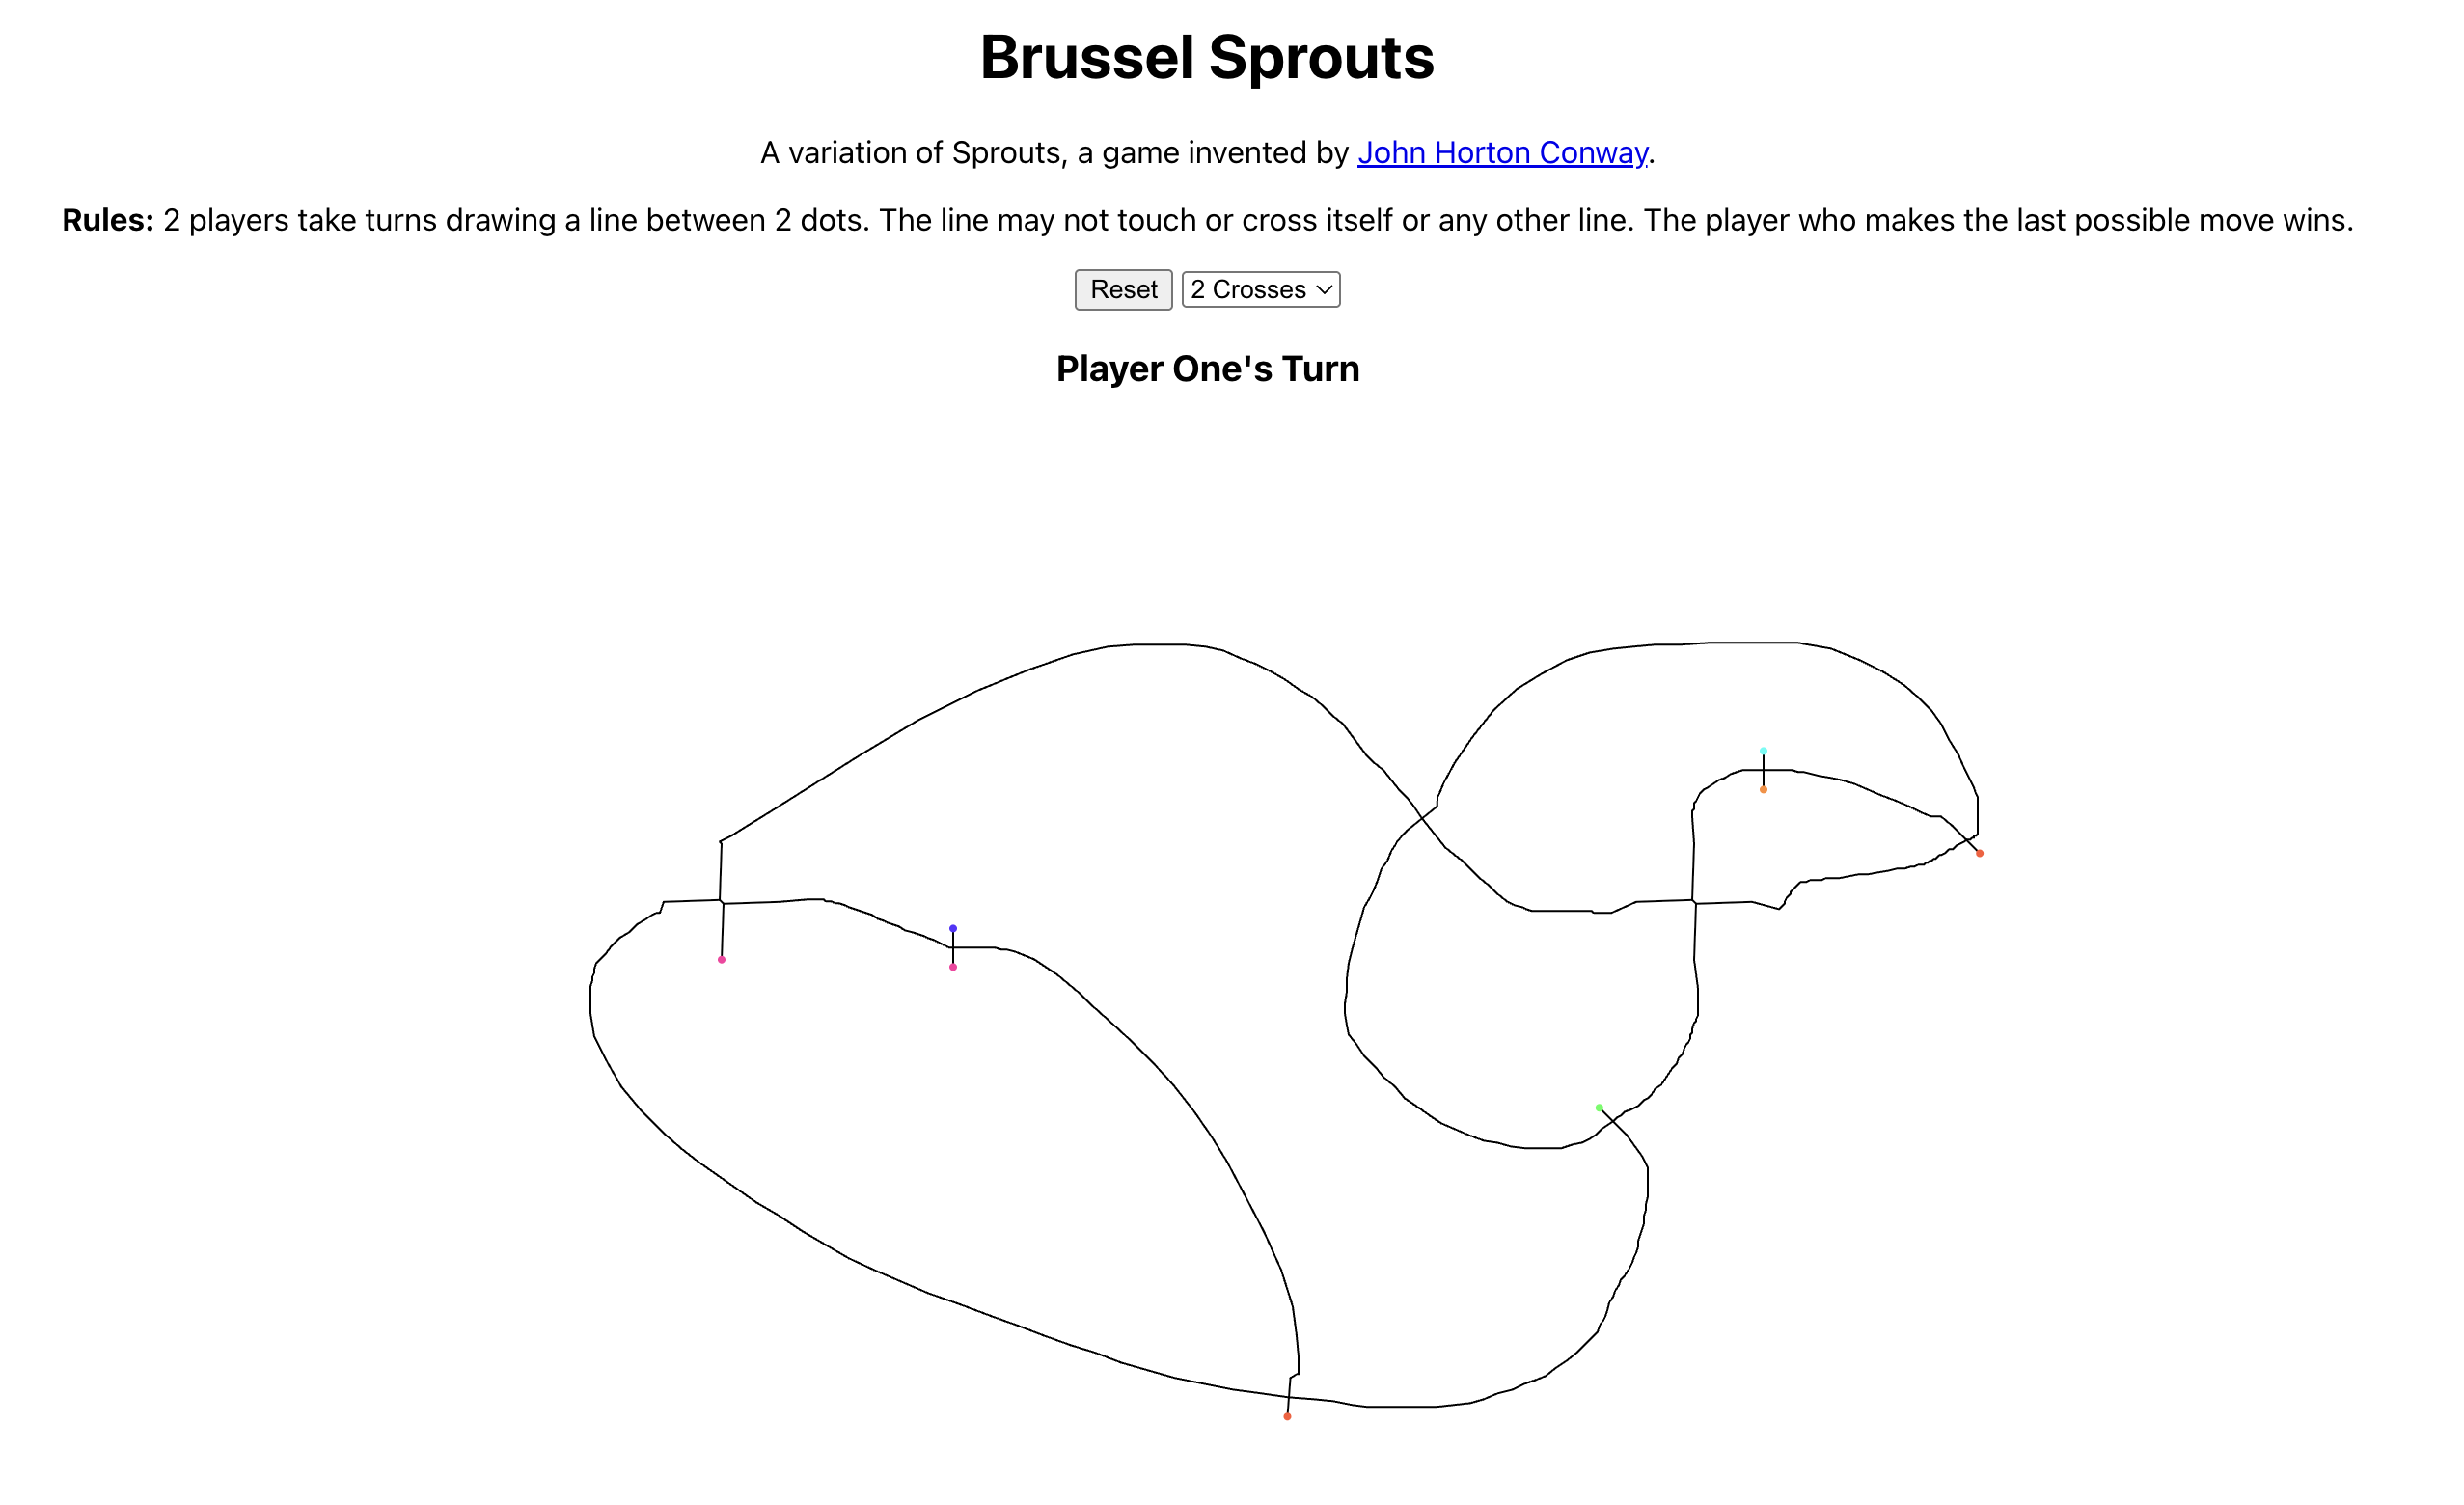 Brussel Sprouts
A variation of Sprouts, a game invented by John Horton Conway.
Rules: 2 players take turns drawing a line between 2 dots. The line may not touch or cross itself or any other line. The player who makes the last possible move wins.
Reset 2 Crosses
Player One's Turn